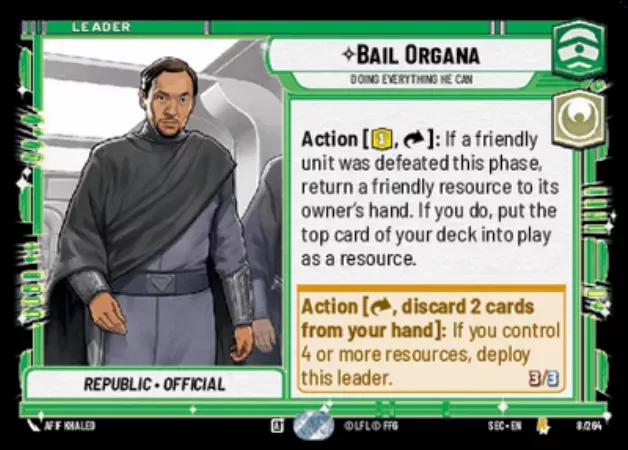 LEADER
BAIL ORGANA
DOING EVERYTHING HE CAN
Action [1, ]: If a friendly
unit was defeated this phase,
return a friendly resource to its
owner's hand. If you do, put the
top card of your deck into play
as a resource.
Action [ , discard 2 cards
from your hand]: If you control
4 or more resources, deploy
this leader.
3/3
REPUBLIC • OFFICIAL
AFIF KHALED
©LFL © FFG
SEC • EN
8/264